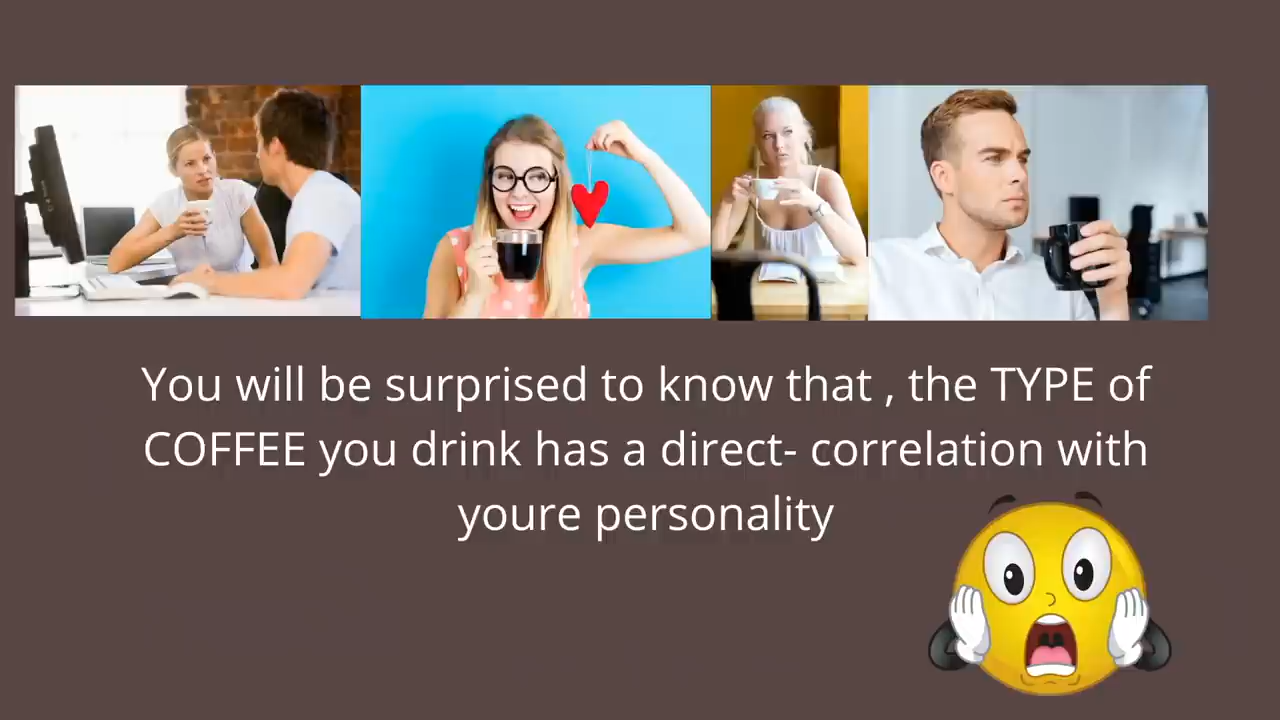 You will be surprised to know that , the TYPE of
COFFEE you drink has a direct- correlation with
youre personality